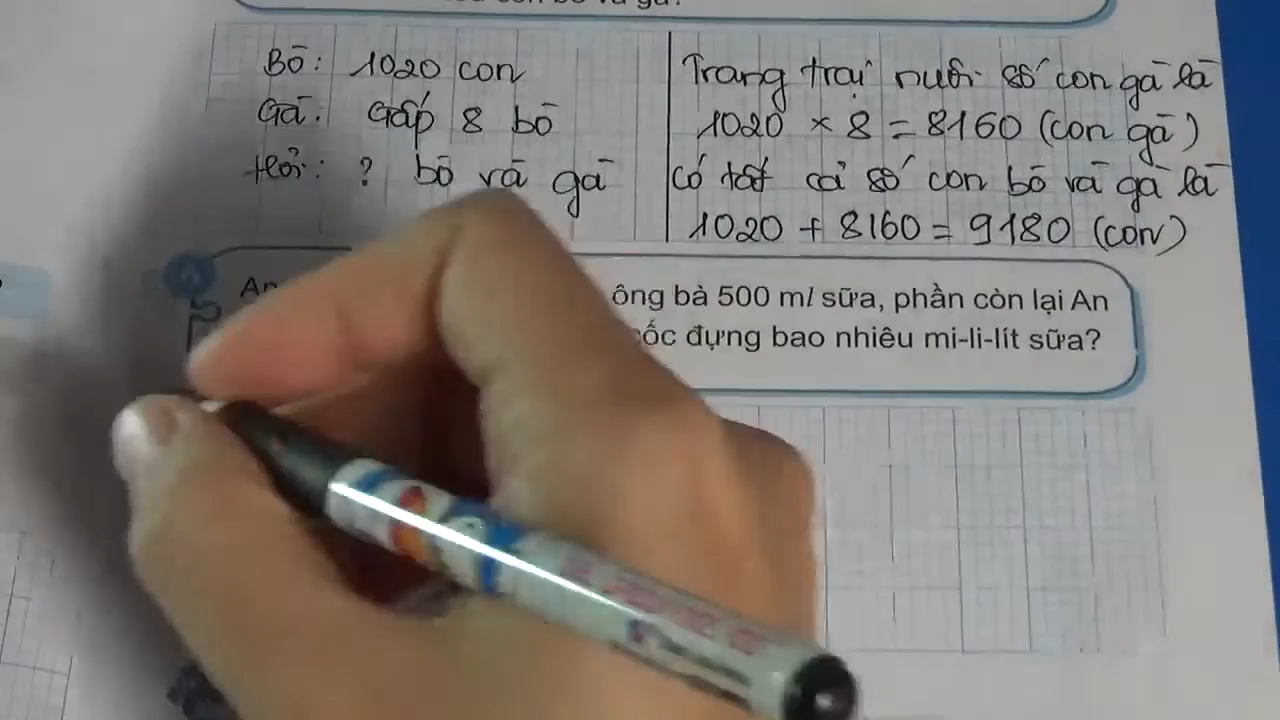 Bò: 1020 con
Gà: Gấp 8 bò
Hỏi: ? bò và gà
Trang trại nuôi số con gà là
1020 × 8 = 8160 (con gà)
Có tất cả số con bò và gà là
1020 + 8160 = 9180 (con)
An
ông bà 500 ml sữa, phần còn lại An
đựng bao nhiêu mi-li-lít sữa?